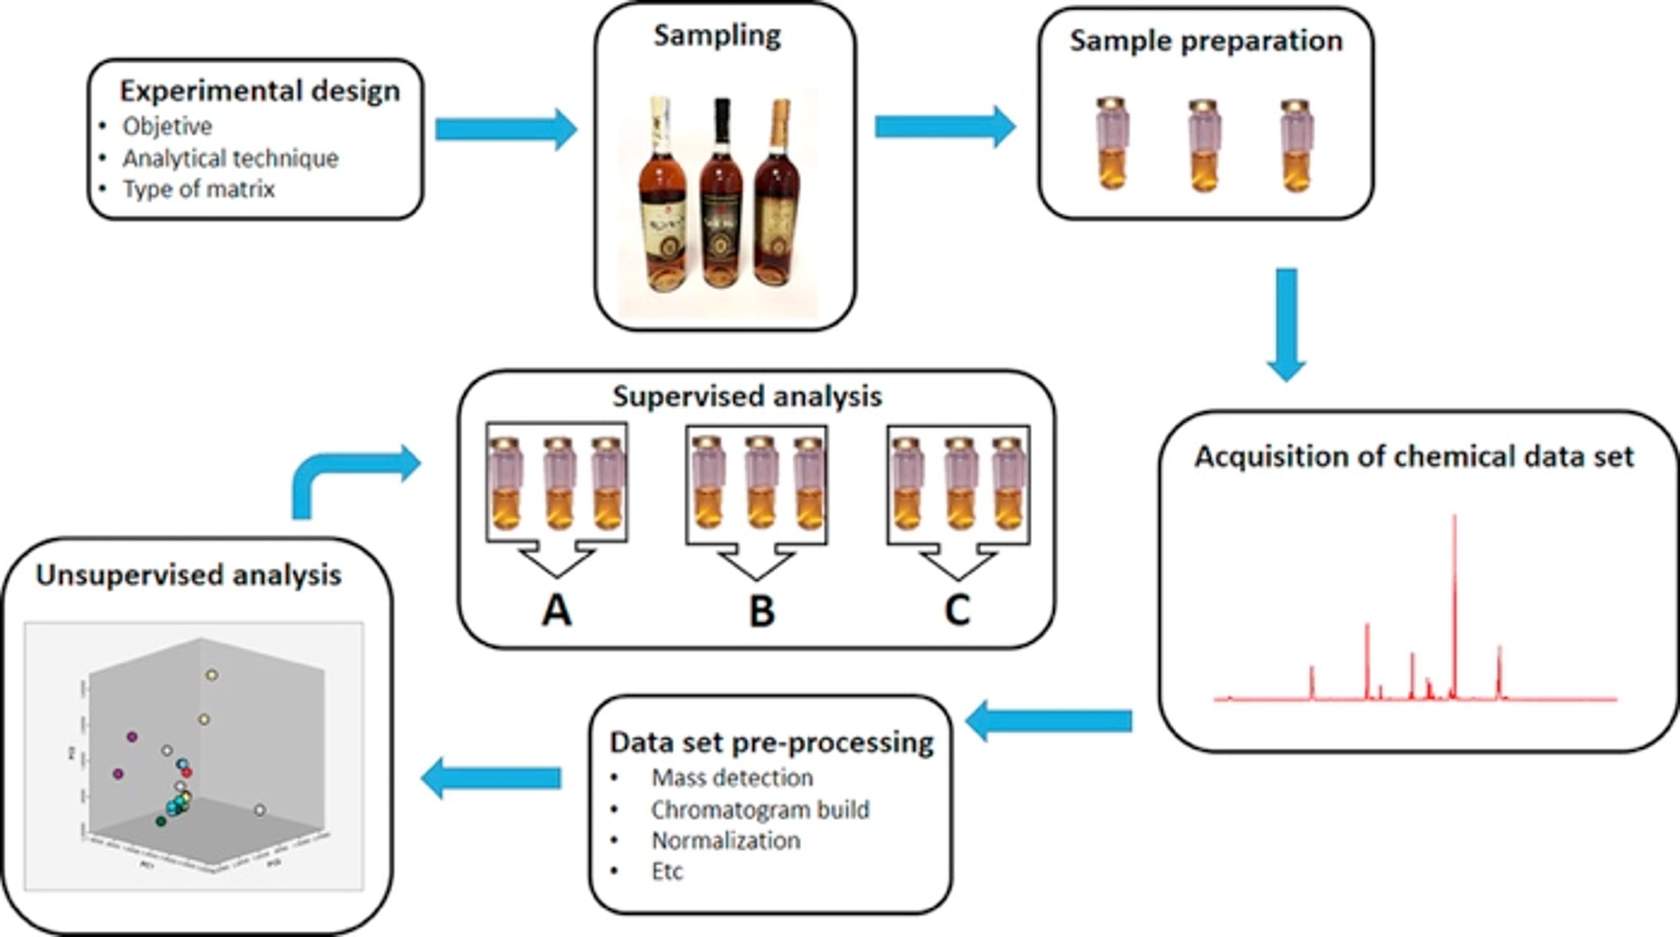 Experimental design
• Objetive
• Analytical technique
• Type of matrix
Sampling
Sample preparation
Acquisition of chemical data set
Data set pre-processing
• Mass detection
• Chromatogram build
• Normalization
• Etc
Unsupervised analysis
Supervised analysis
A
B
C